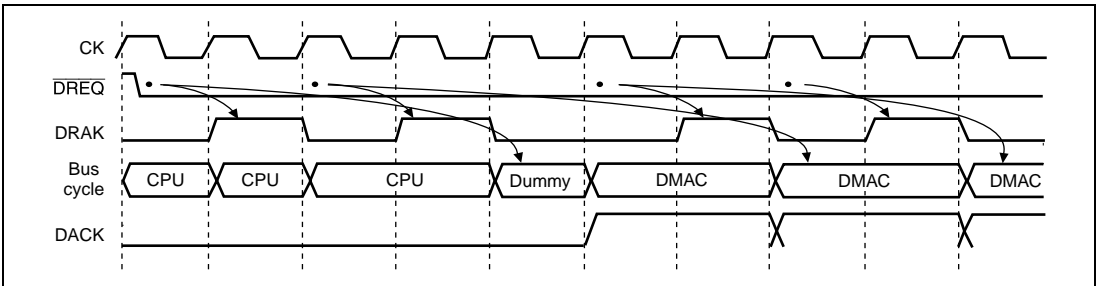 CK
DREQ
DRAK
Bus cycle CPU CPU CPU Dummy DMAC DMAC DMAC
DACK